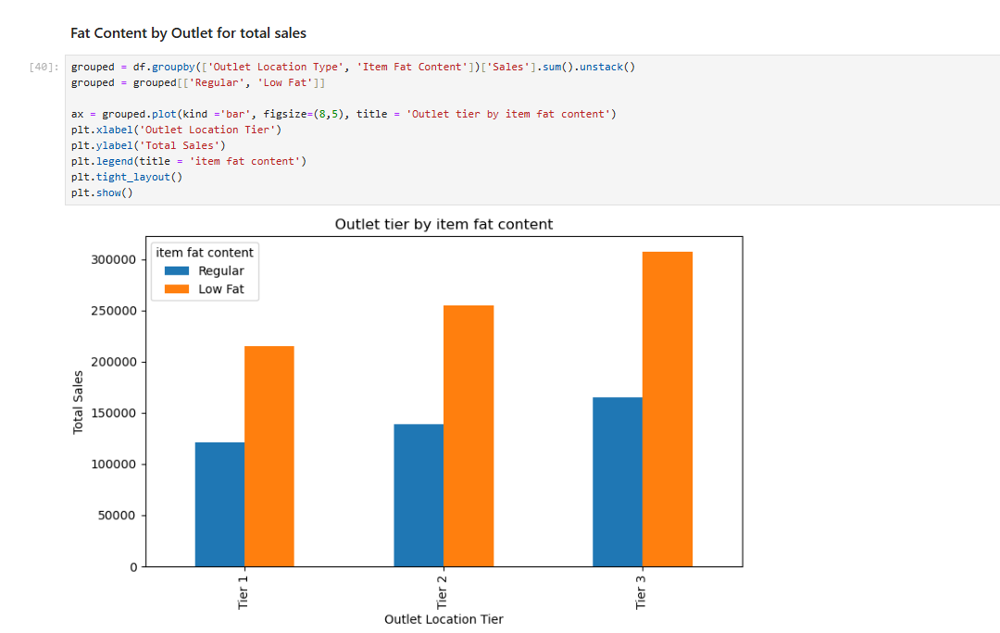 Fat Content by Outlet for total sales
[40]: grouped = df.groupby(['Outlet Location Type', 'Item Fat Content'])['Sales'].sum().unstack()
grouped = grouped[['Regular', 'Low Fat']]
ax = grouped.plot(kind ='bar', figsize=(8,5), title = 'Outlet tier by item fat content')
plt.xlabel('Outlet Location Tier')
plt.ylabel('Total Sales')
plt.legend(title = 'item fat content')
plt.tight_layout()
plt.show()
Outlet tier by item fat content
item fat content
Regular
Low Fat
300000
250000
200000
150000
100000
50000
0
Total Sales
Tier 1
Tier 2
Tier 3
Outlet Location Tier